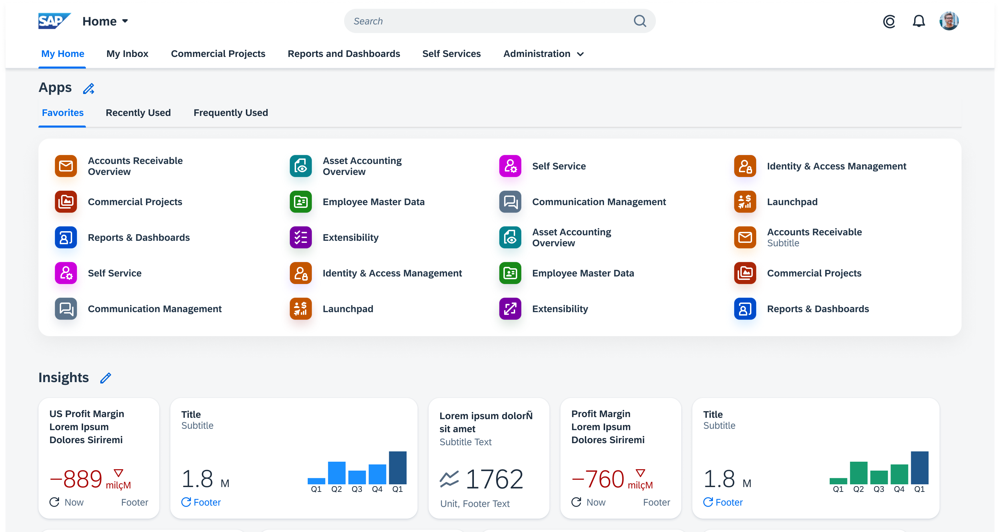 SAP Home
Search
My Home My Inbox Commercial Projects Reports and Dashboards Self Services Administration
Apps
Favorites Recently Used Frequently Used
Accounts Receivable
Overview
Asset Accounting
Overview
Self Service
Identity & Access Management
Commercial Projects
Employee Master Data
Communication Management
Launchpad
Reports & Dashboards
Extensibility
Asset Accounting
Overview
Accounts Receivable
Subtitle
Self Service
Identity & Access Management
Employee Master Data
Commercial Projects
Communication Management
Launchpad
Extensibility
Reports & Dashboards
Insights
US Profit Margin
Lorem Ipsum
Dolores Siriremi
–889 milçM
Now Footer
Title
Subtitle
1.8 M
Q1 Q2 Q3 Q4 Q1
Footer
Lorem ipsum dolorÑ
sit amet
Subtitle Text
1762
Unit, Footer Text
Profit Margin
Lorem Ipsum
Dolores Siriremi
–760 milçM
Now Footer
Title
Subtitle
1.8 M
Q1 Q2 Q3 Q4 Q1
Footer